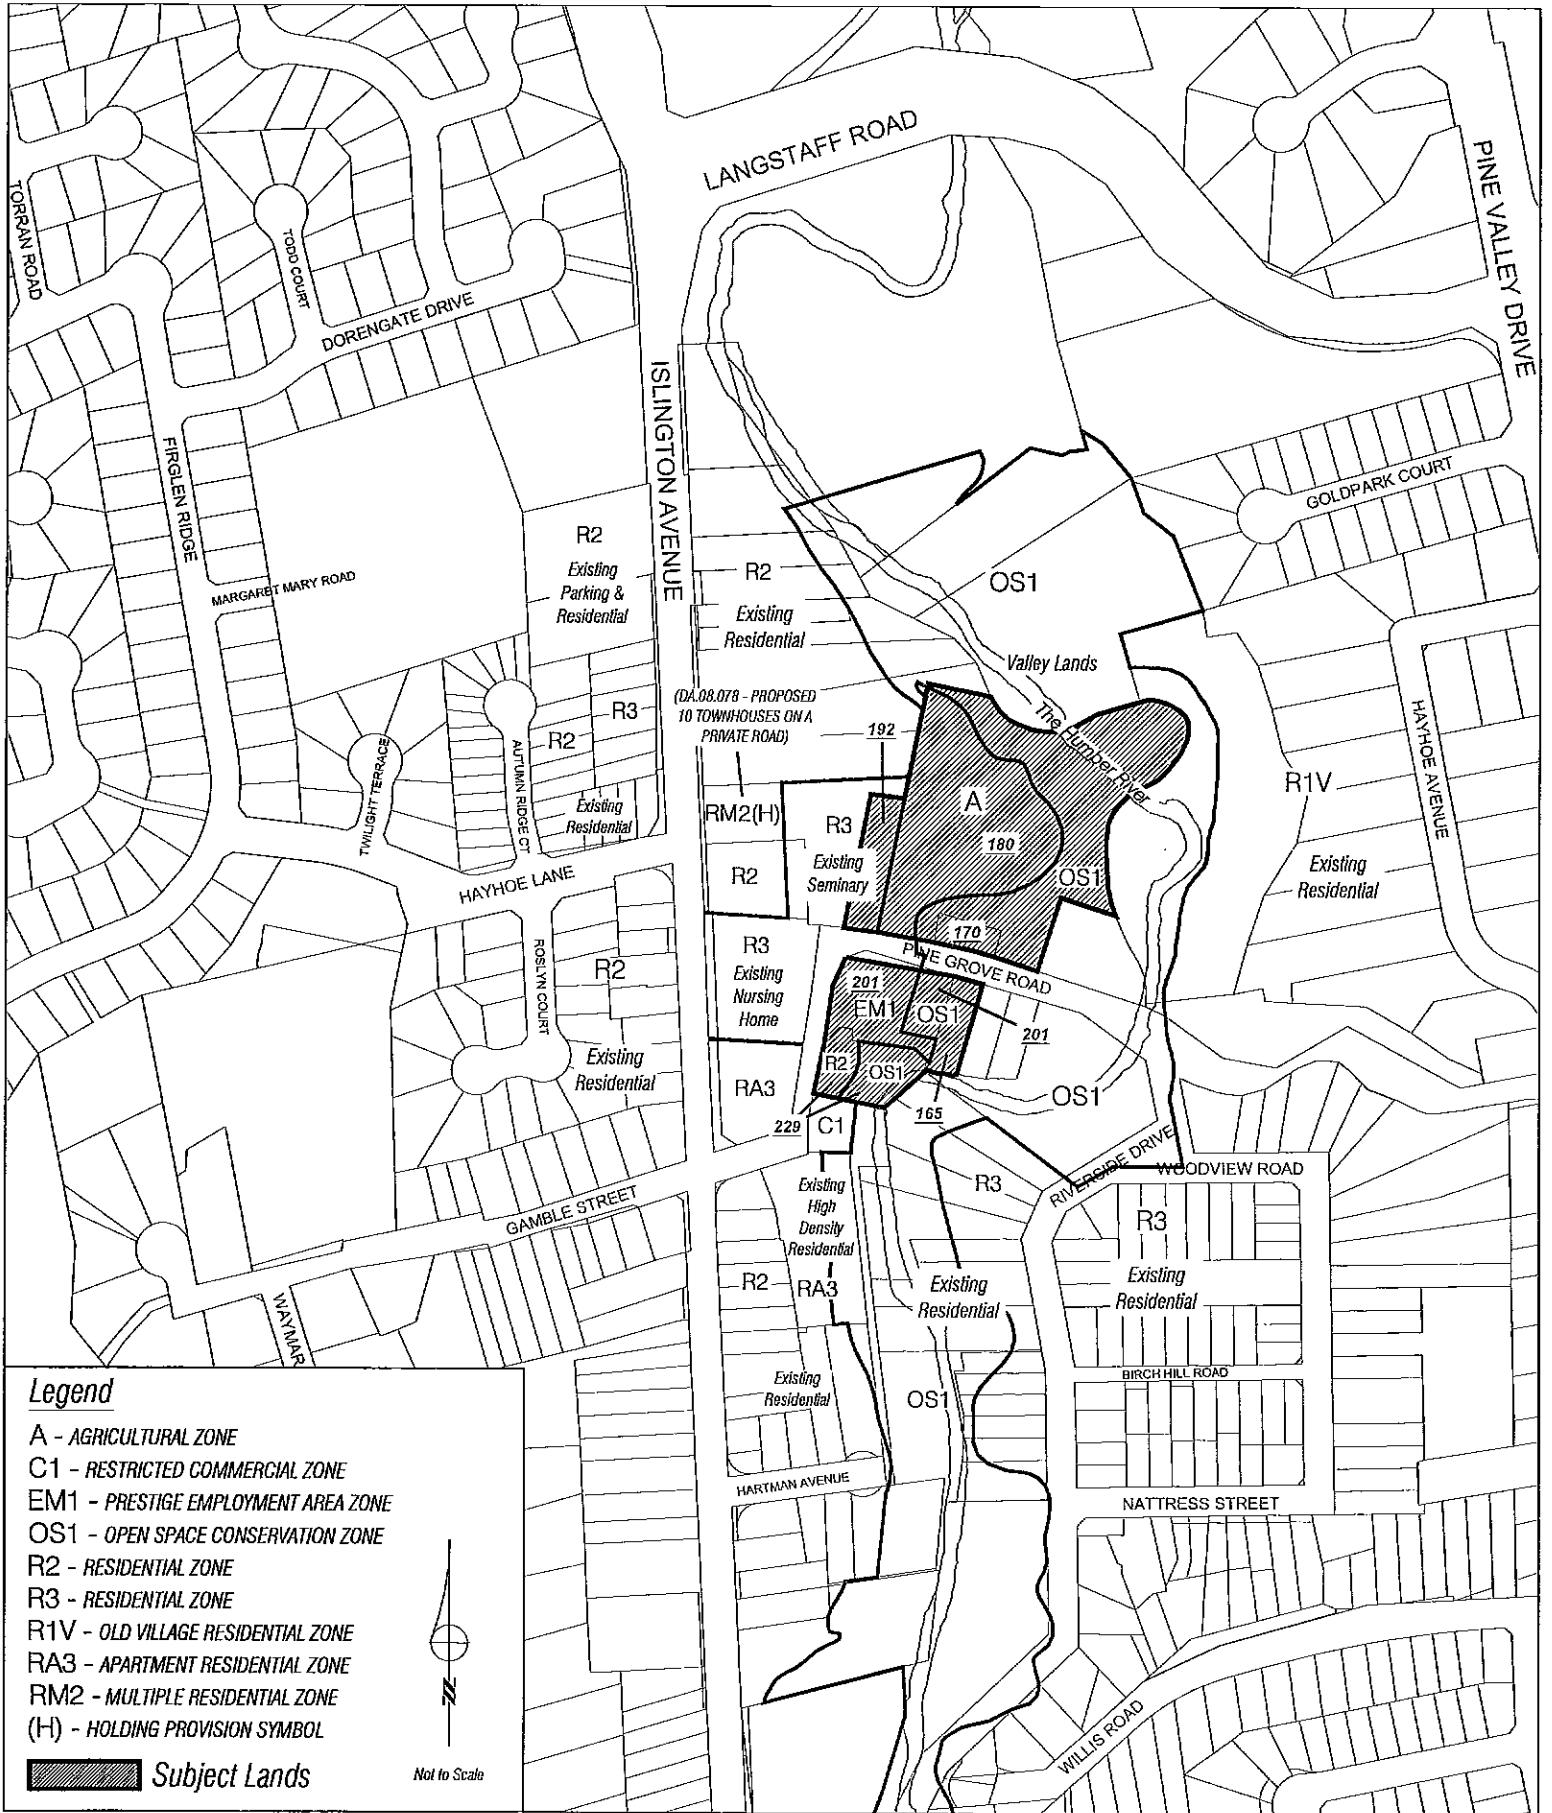 LANGSTAFF ROAD
PINE VALLEY DRIVE
TORRAN ROAD
TODD COURT
DORENGATE DRIVE
ISLINGTON AVENUE
FIRGLEN RIDGE
GOLDPARK COURT
MARGARET MARY ROAD
R2
Existing
Parking &
Residential
R2
Existing
Residential
OS1
Valley Lands
The Humber River
(DA.08.078 - PROPOSED
10 TOWNHOUSES ON A
PRIVATE ROAD)
192
R3
R2
AUTUMN RIDGE CT
TWILIGHT TERRACE
Existing
Residential
RM2(H)
R3
A
180
R1V
HAYHOE AVENUE
Existing
Seminary
R2
OS1
Existing
Residential
HAYHOE LANE
ROSLYN COURT
170
PINE GROVE ROAD
R3
Existing
Nursing
Home
R2
201
EM1
OS1
201
Existing
Residential
R2
OS1
RA3
OS1
165
229
C1
RIVERSIDE DRIVE
WOODVIEW ROAD
R3
Existing
High
Density
Residential
GAMBLE STREET
R3
R2
RA3
Existing
Residential
Existing
Residential
WAYMAR
BIRCH HILL ROAD
Existing
Residential
OS1
HARTMAN AVENUE
NATTRESS STREET
WILLIS ROAD
Legend
A - AGRICULTURAL ZONE
C1 - RESTRICTED COMMERCIAL ZONE
EM1 - PRESTIGE EMPLOYMENT AREA ZONE
OS1 - OPEN SPACE CONSERVATION ZONE
R2 - RESIDENTIAL ZONE
R3 - RESIDENTIAL ZONE
R1V - OLD VILLAGE RESIDENTIAL ZONE
RA3 - APARTMENT RESIDENTIAL ZONE
RM2 - MULTIPLE RESIDENTIAL ZONE
(H) - HOLDING PROVISION SYMBOL
Subject Lands
N
Not to Scale